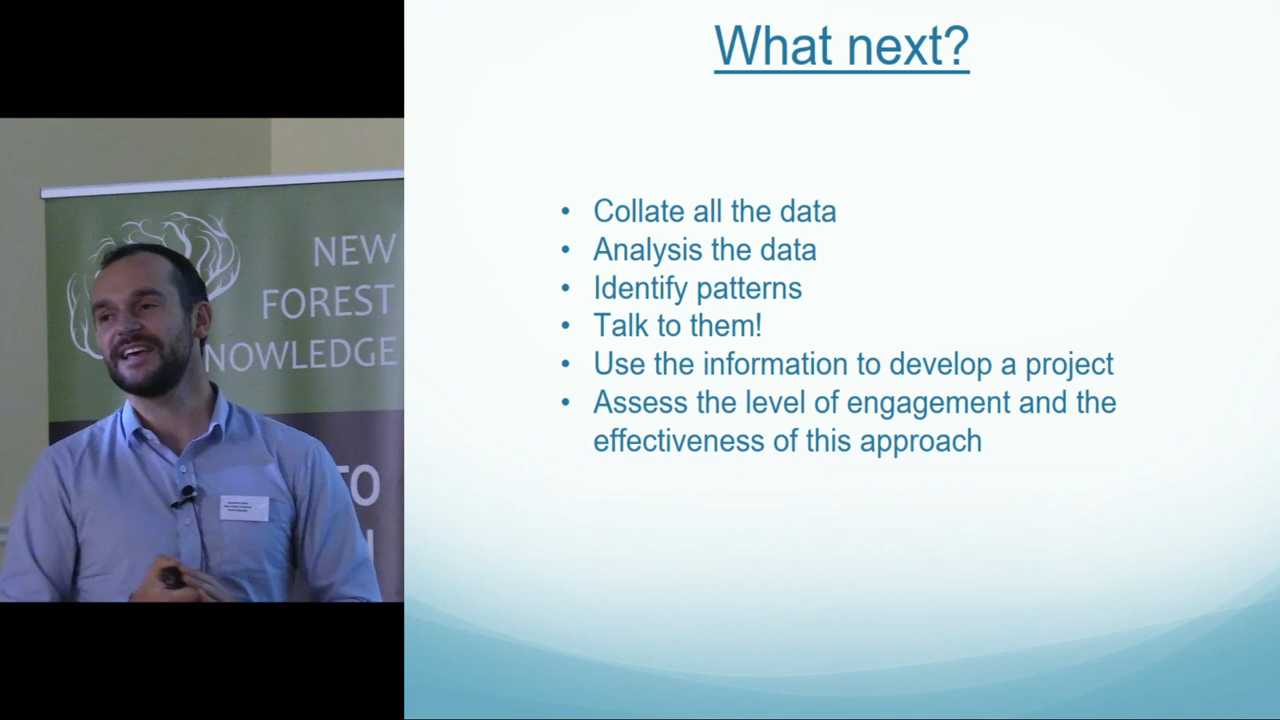 NEW
FOREST
NOWLEDGE
TO
What next?
• Collate all the data
• Analysis the data
• Identify patterns
• Talk to them!
• Use the information to develop a project
• Assess the level of engagement and the
effectiveness of this approach